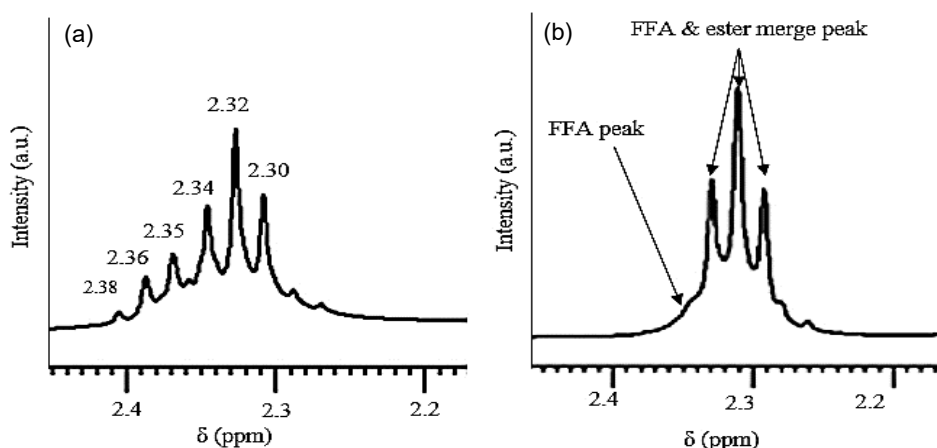 (a)
Intensity (a.u.)
2.38
2.36
2.35
2.34
2.32
2.30
2.4
2.3
2.2
δ (ppm)
(b)
Intensity (a.u.)
FFA & ester merge peak
FFA peak
2.4
2.3
2.2
δ (ppm)